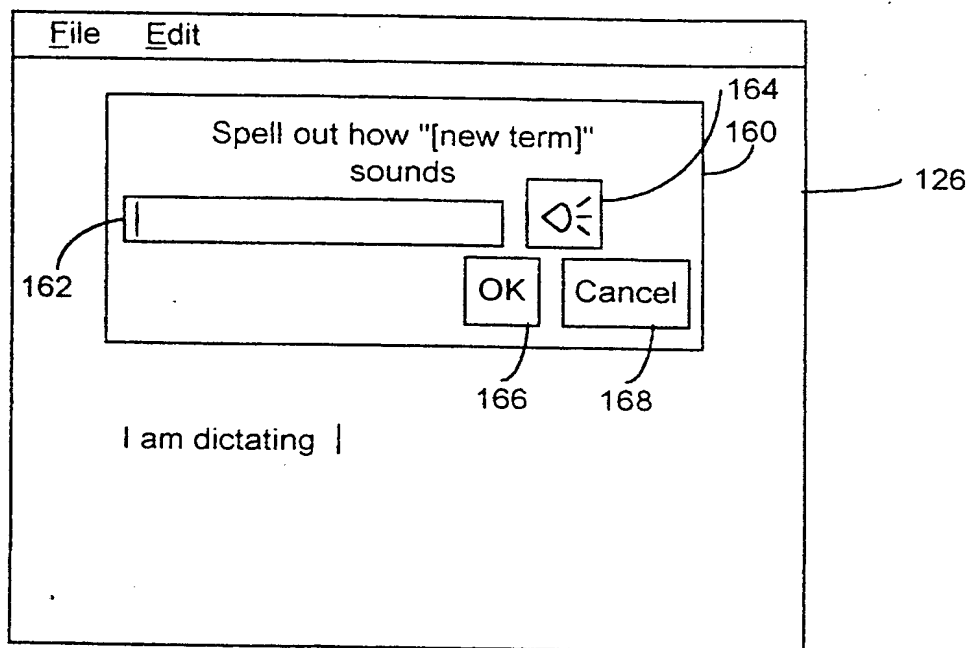 File Edit
164
Spell out how "[new term]"
160
sounds
126
162
OK Cancel
166 168
I am dictating